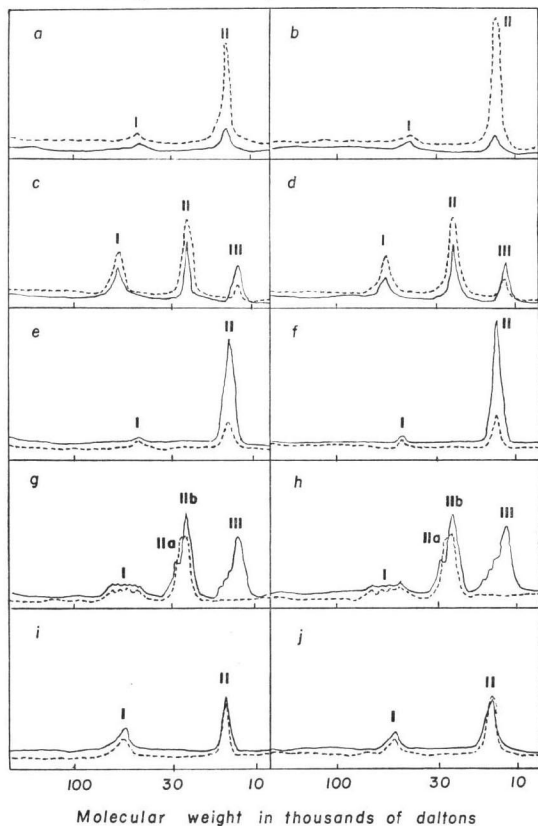 a I II
b I II
c I II III
d I II III
e I II
f I II
g I IIa IIb III
h I IIa IIb III
i I II
j I II
100 30 10 100 30 10
Molecular weight in thousands of daltons